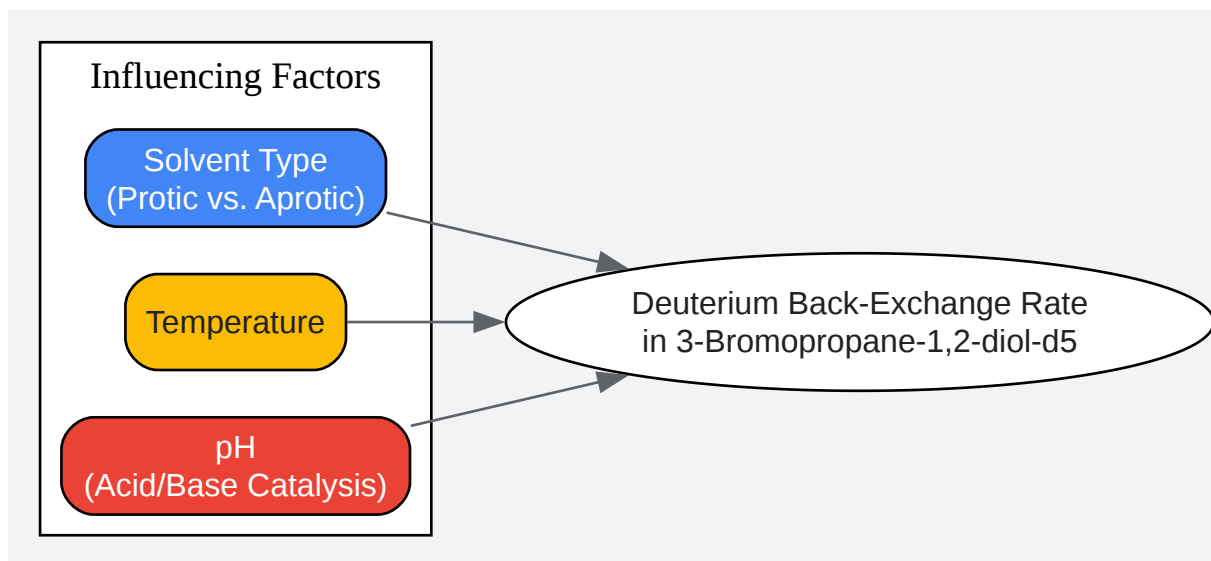 Influencing Factors
Solvent Type
(Protic vs. Aprotic)
Temperature
pH
(Acid/Base Catalysis)
Deuterium Back-Exchange Rate
in 3-Bromopropane-1,2-diol-d5